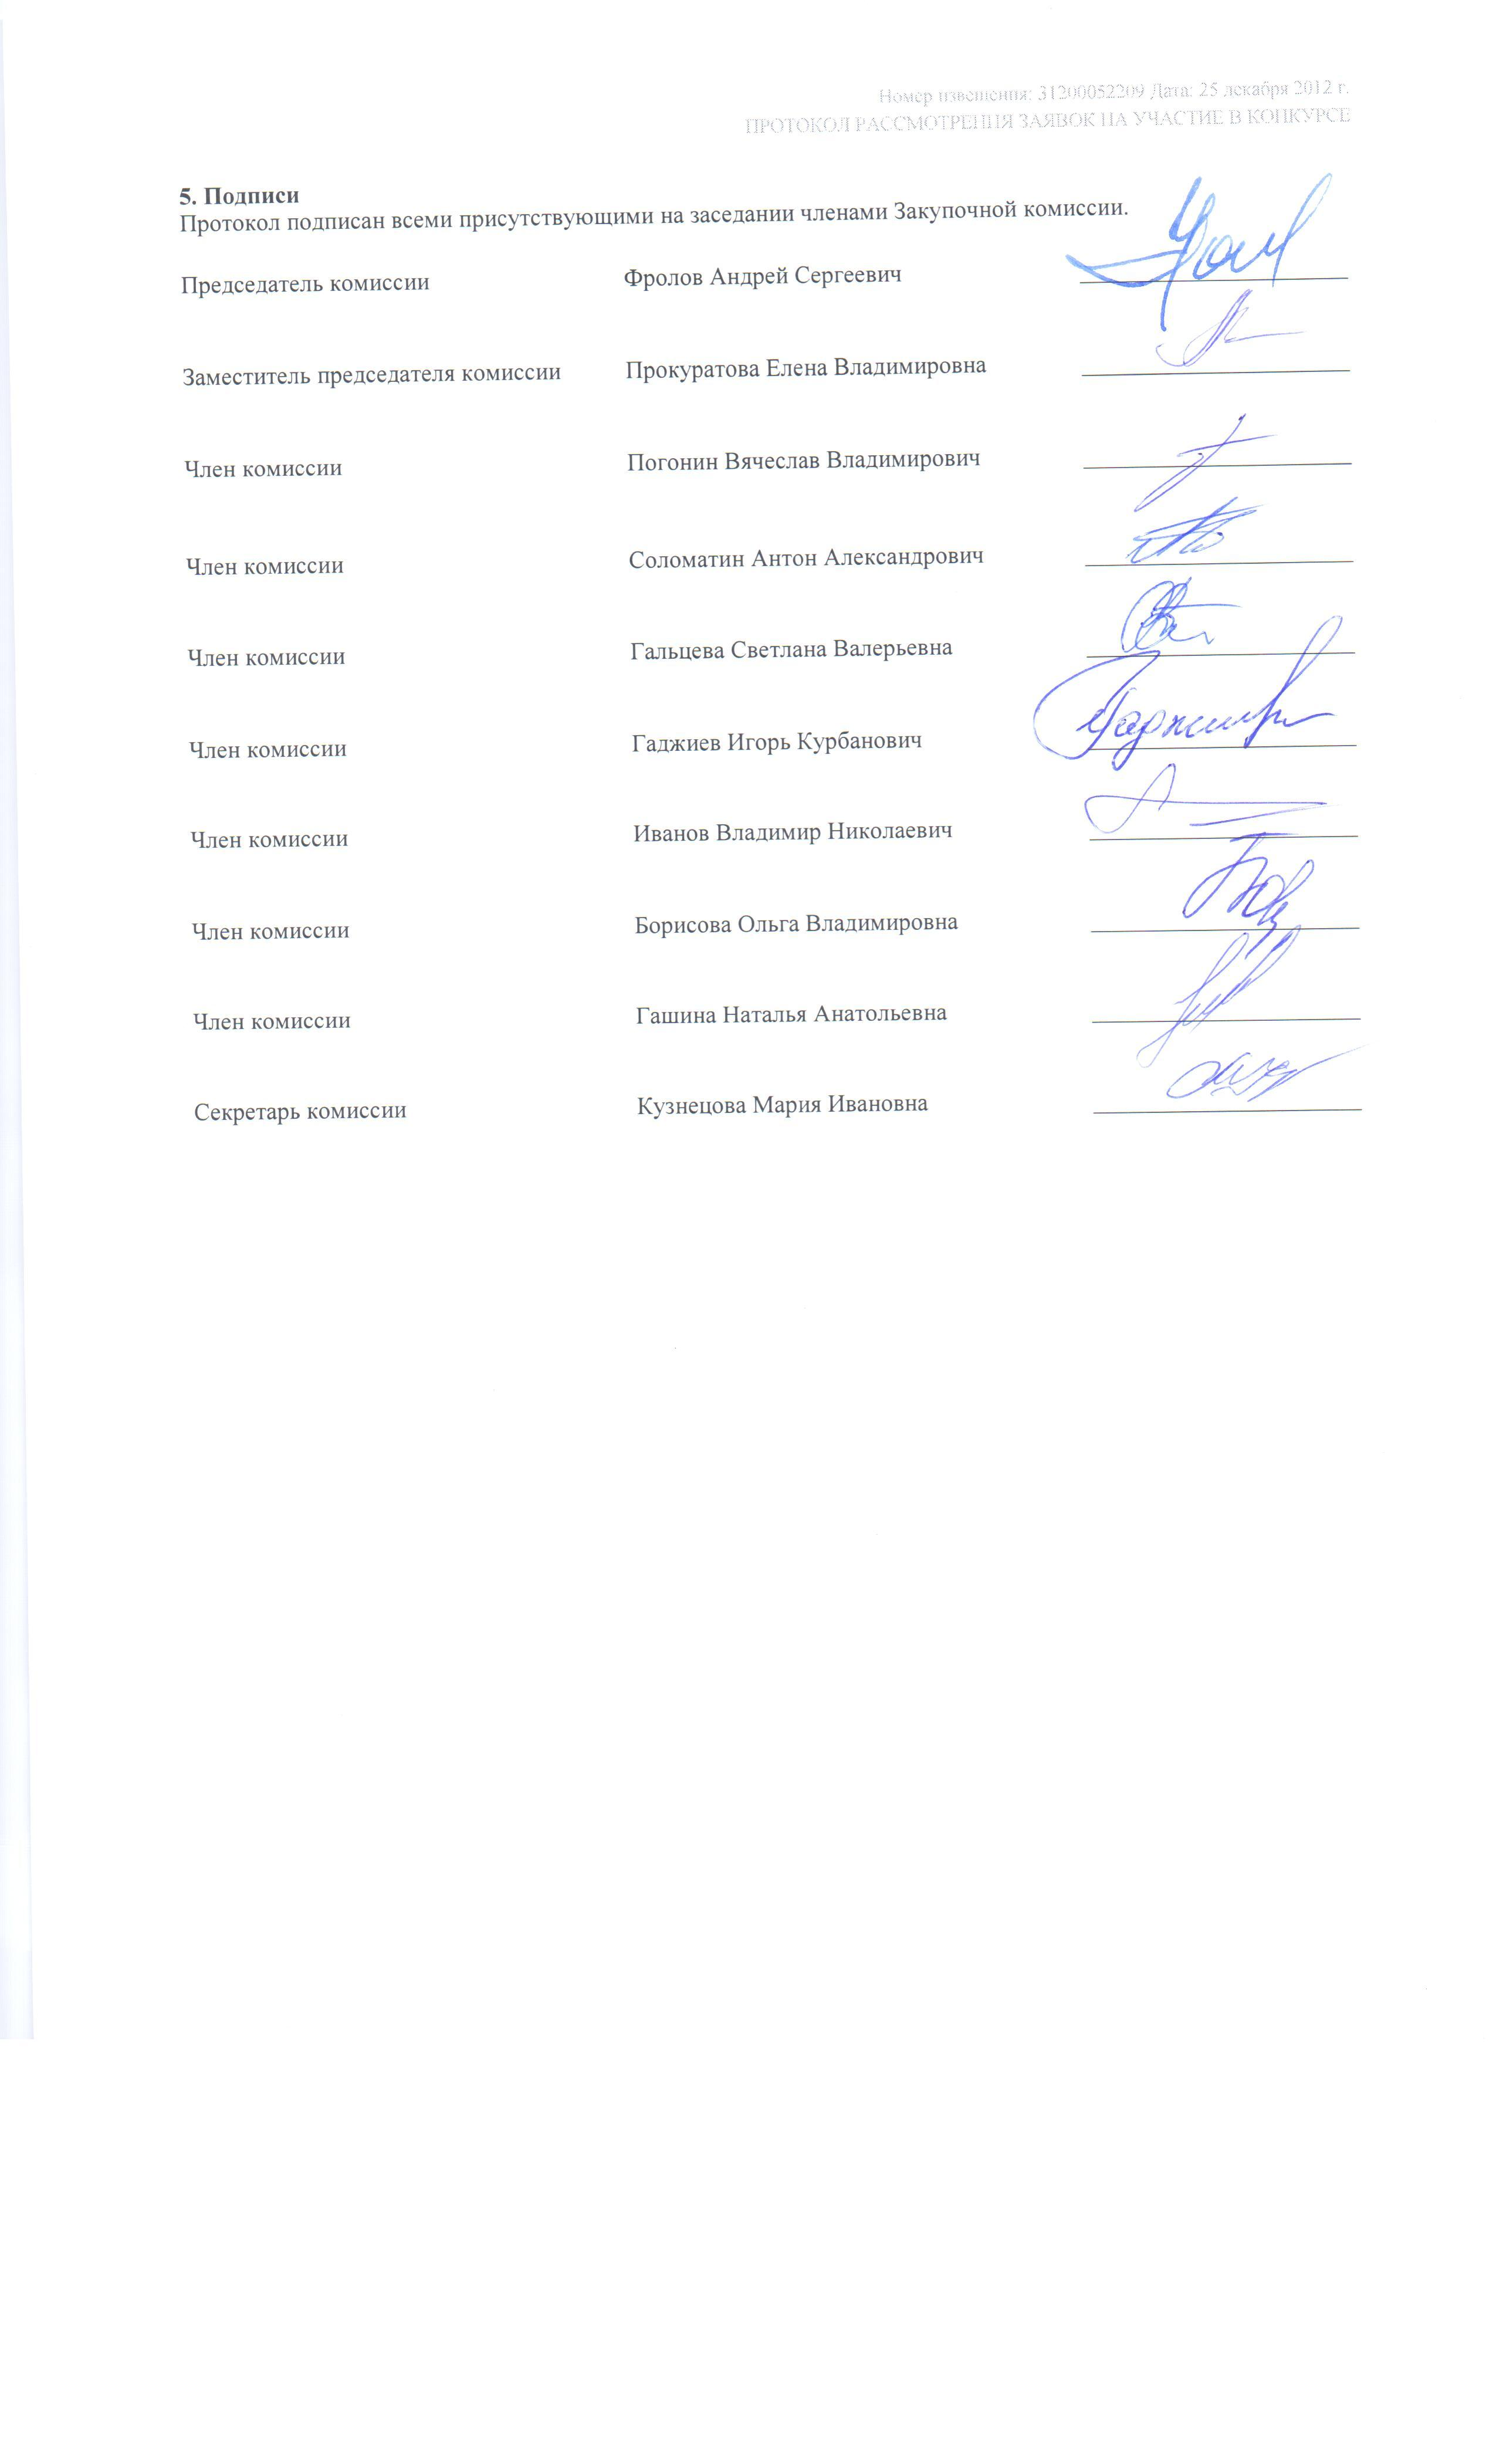 Номер извещения: 31200052209 Дата: 25 декабря 2012 г.
ПРОТОКОЛ РАССМОТРЕНИЯ ЗАЯВОК НА УЧАСТИЕ В КОНКУРСЕ
5. Подписи
Протокол подписан всеми присутствующими на заседании членами Закупочной комиссии.
Председатель комиссии Фролов Андрей Сергеевич
Заместитель председателя комиссии Прокуратова Елена Владимировна
Член комиссии Погонин Вячеслав Владимирович
Член комиссии Соломатин Антон Александрович
Член комиссии Гальцева Светлана Валерьевна
Член комиссии Гаджиев Игорь Курбанович
Член комиссии Иванов Владимир Николаевич
Член комиссии Борисова Ольга Владимировна
Член комиссии Гашина Наталья Анатольевна
Секретарь комиссии Кузнецова Мария Ивановна